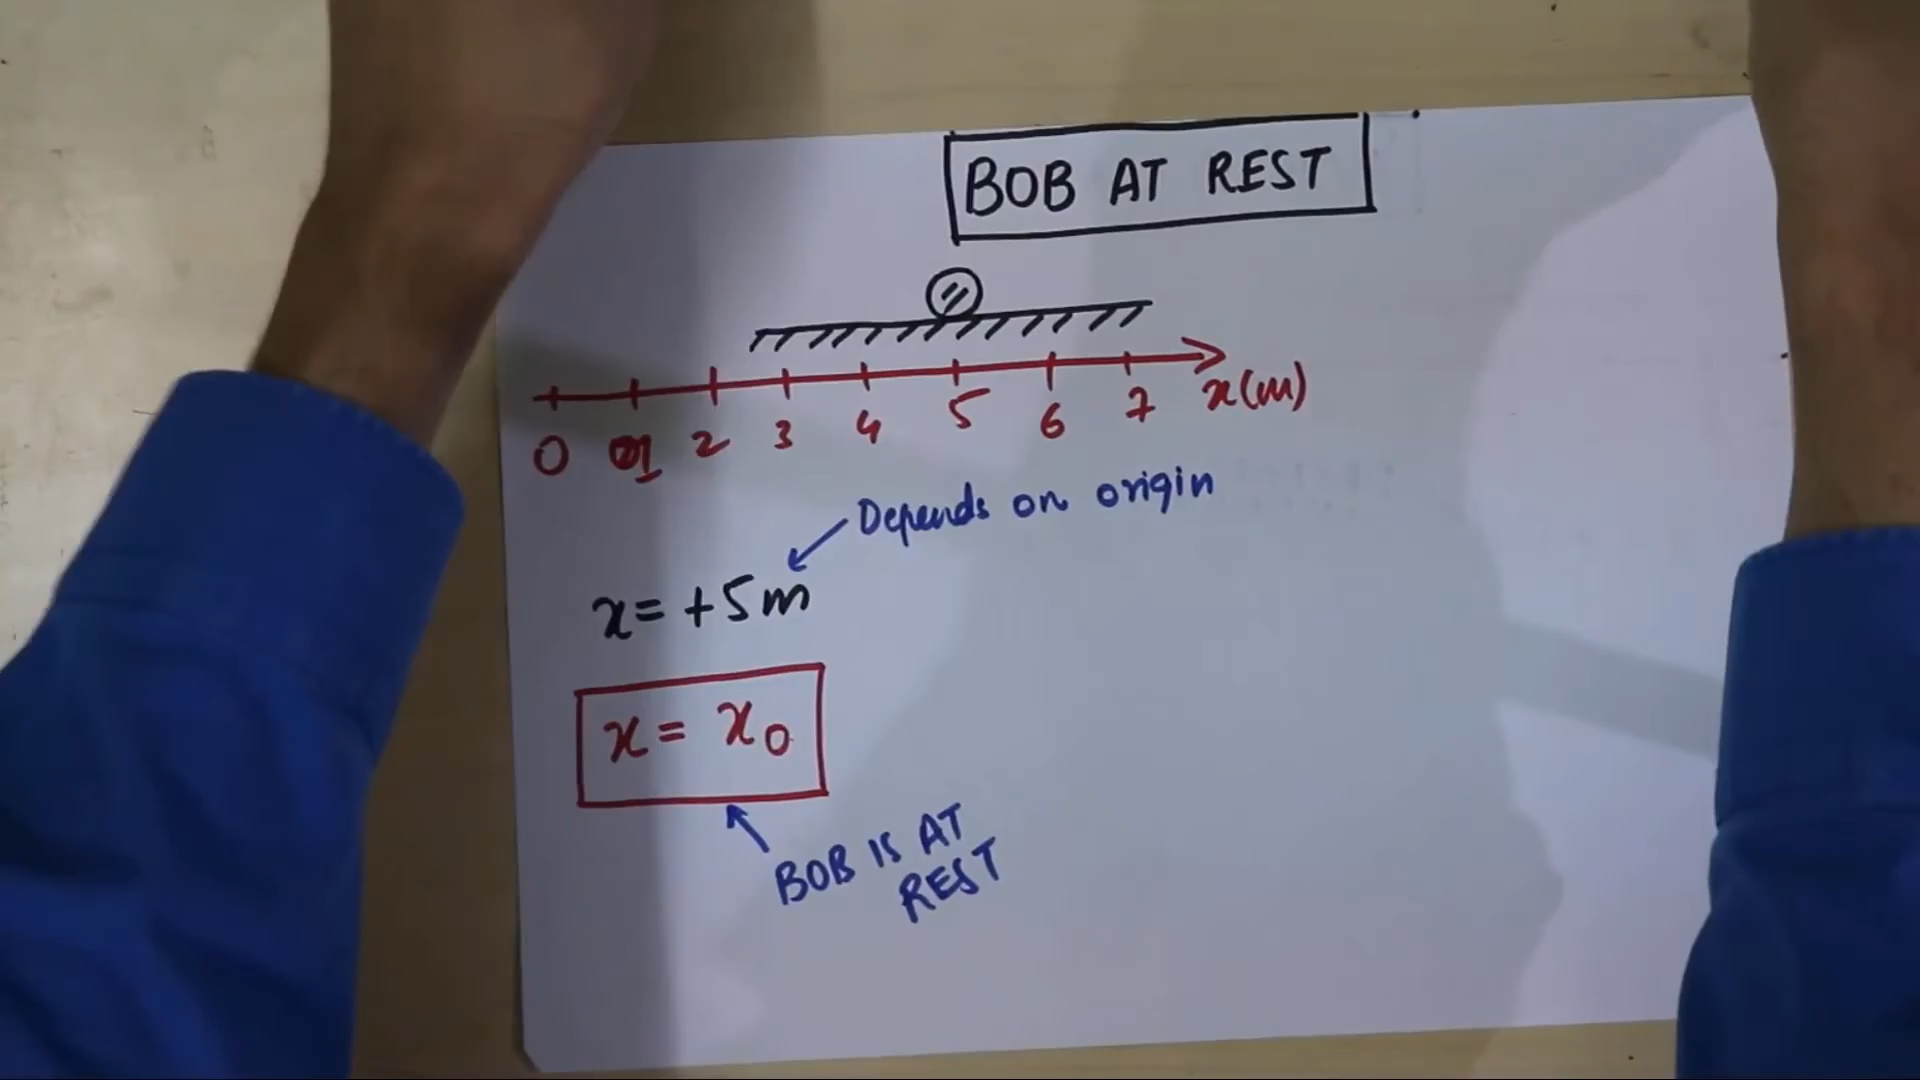 BOB AT REST
0 1 2 3 4 5 6 7 x(m)
Depends on origin
x = +5m
x = x₀
BOB IS AT
REST